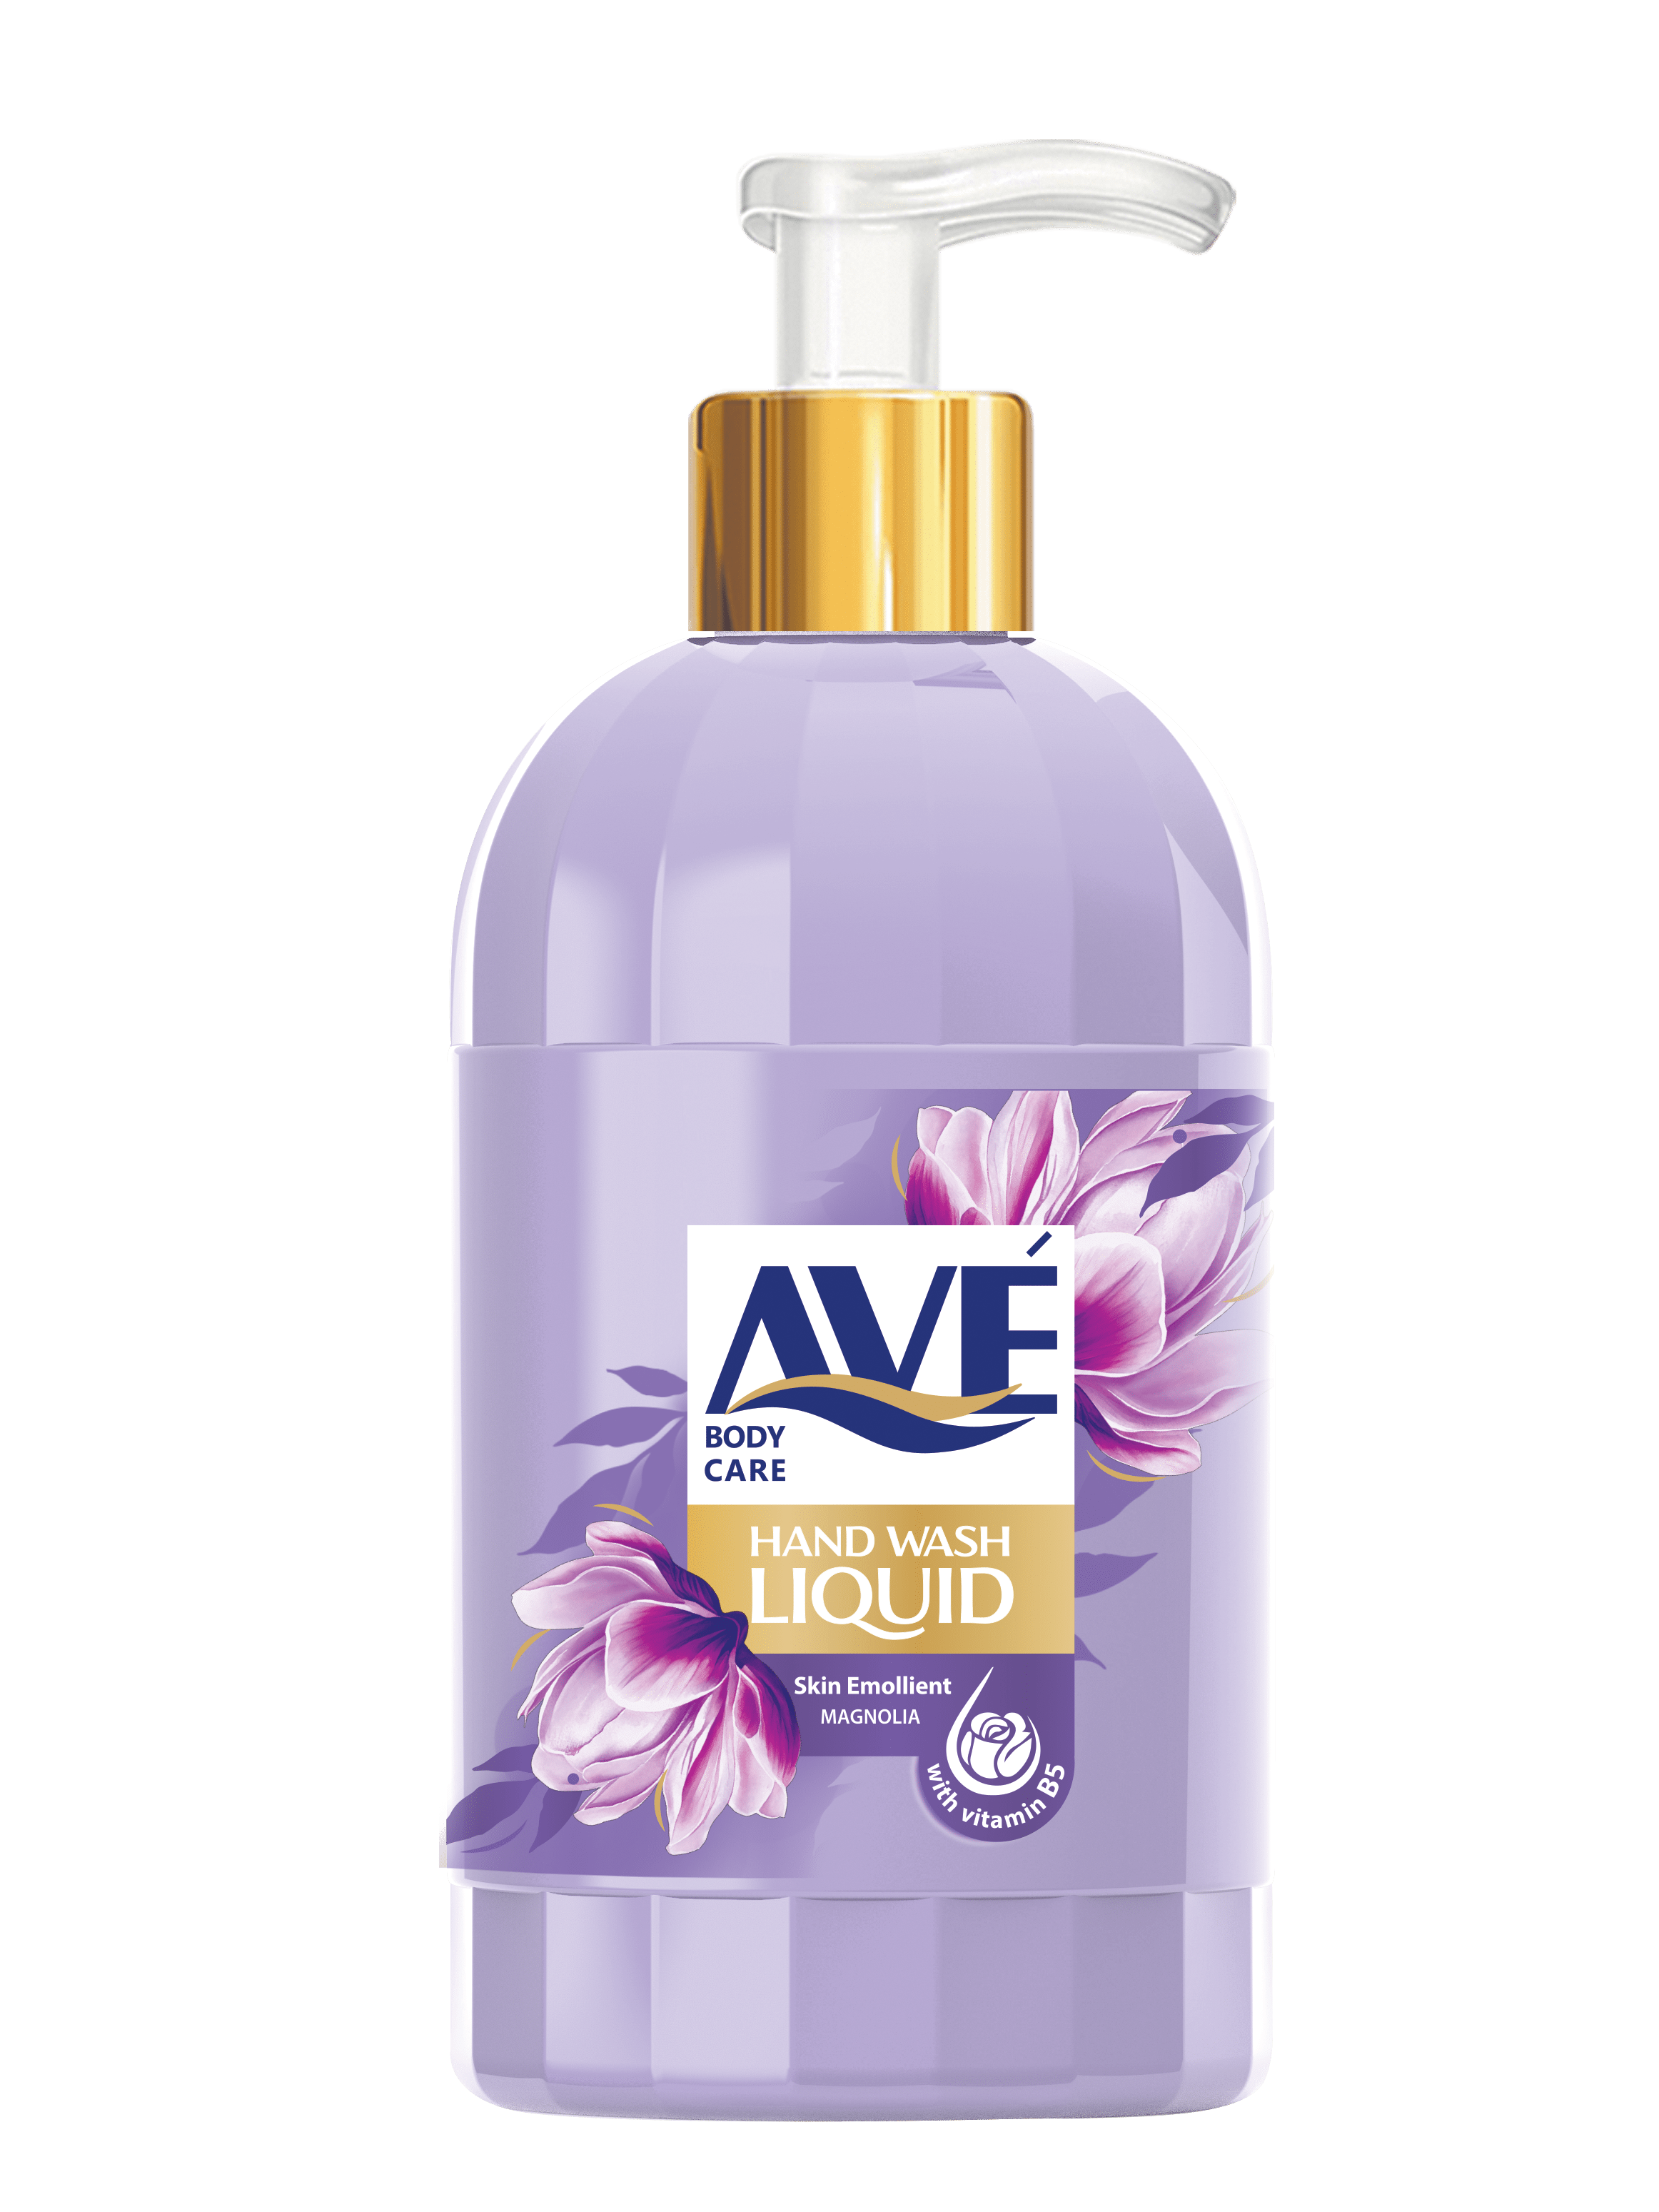 AVÉ
BODY
CARE
HAND WASH
LIQUID
Skin Emollient
MAGNOLIA
with vitamin B5